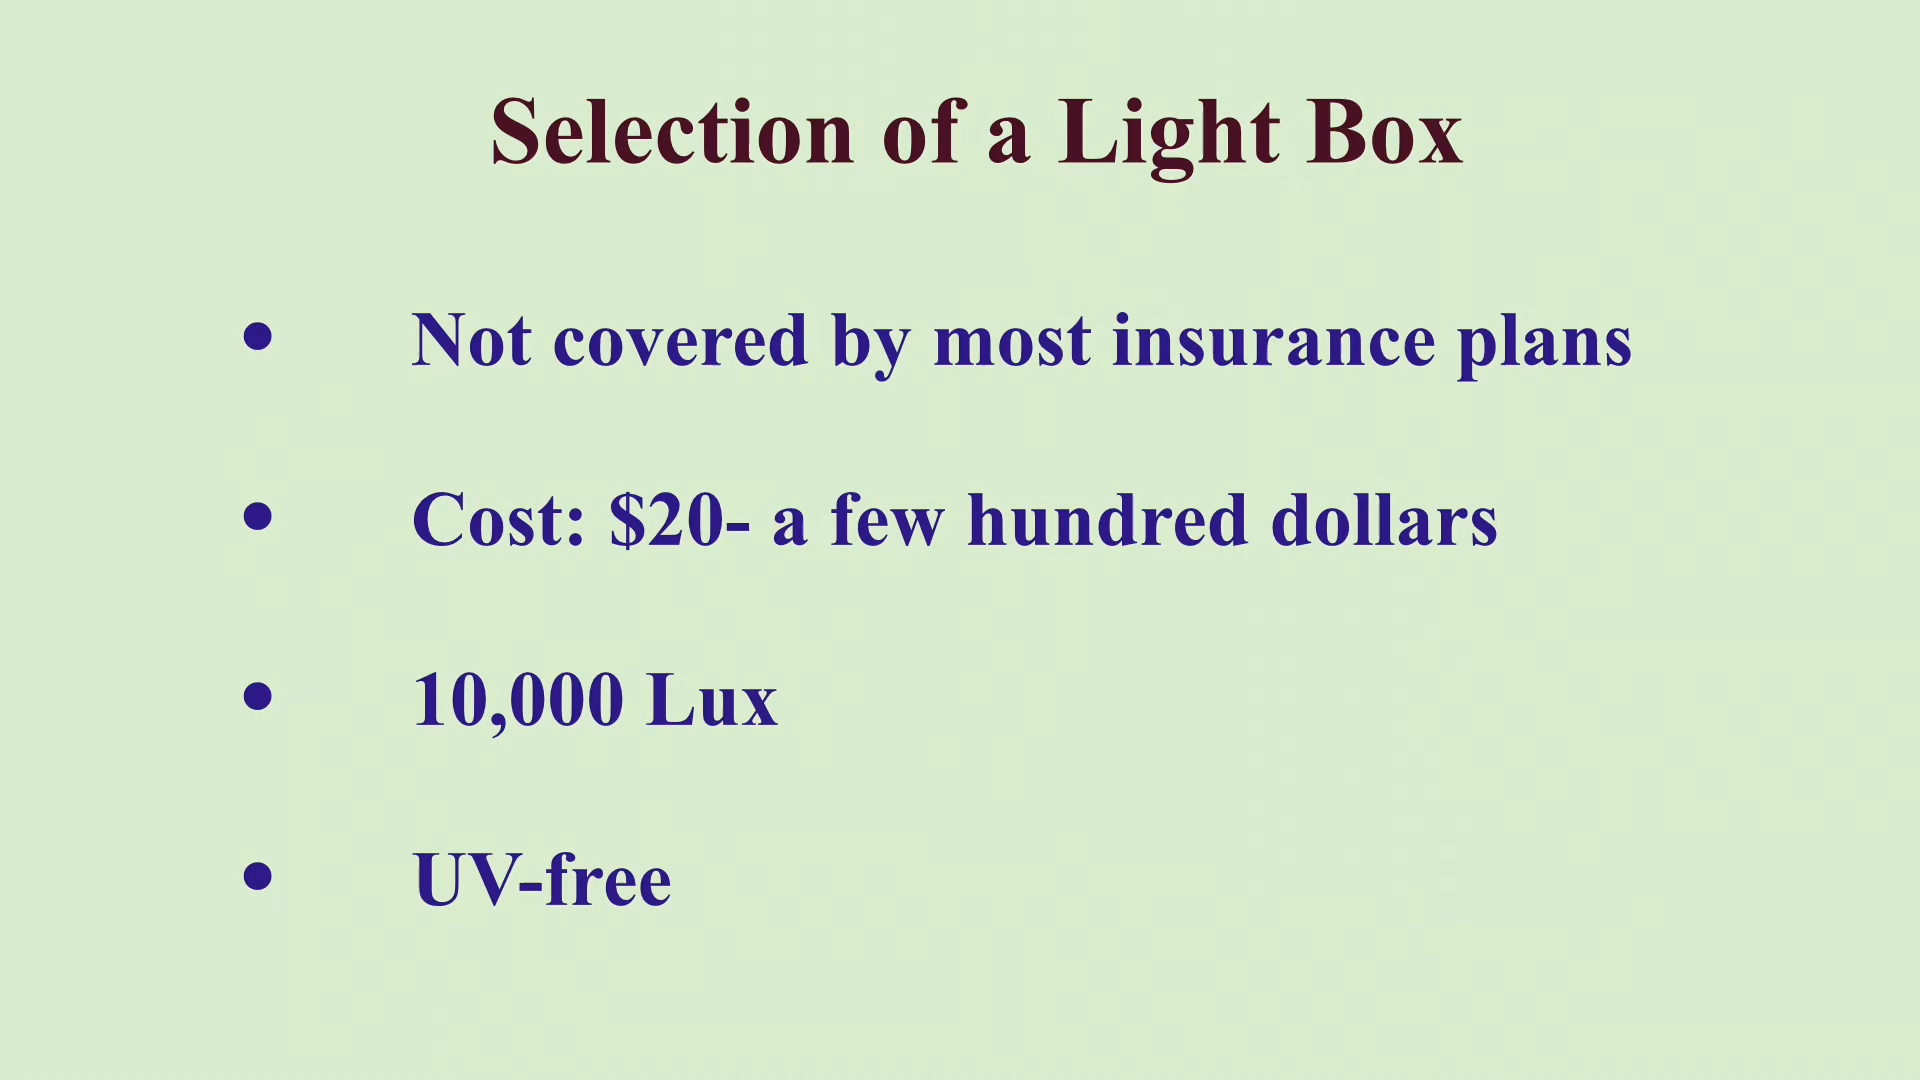 Selection of a Light Box
• Not covered by most insurance plans
• Cost: $20- a few hundred dollars
• 10,000 Lux
• UV-free